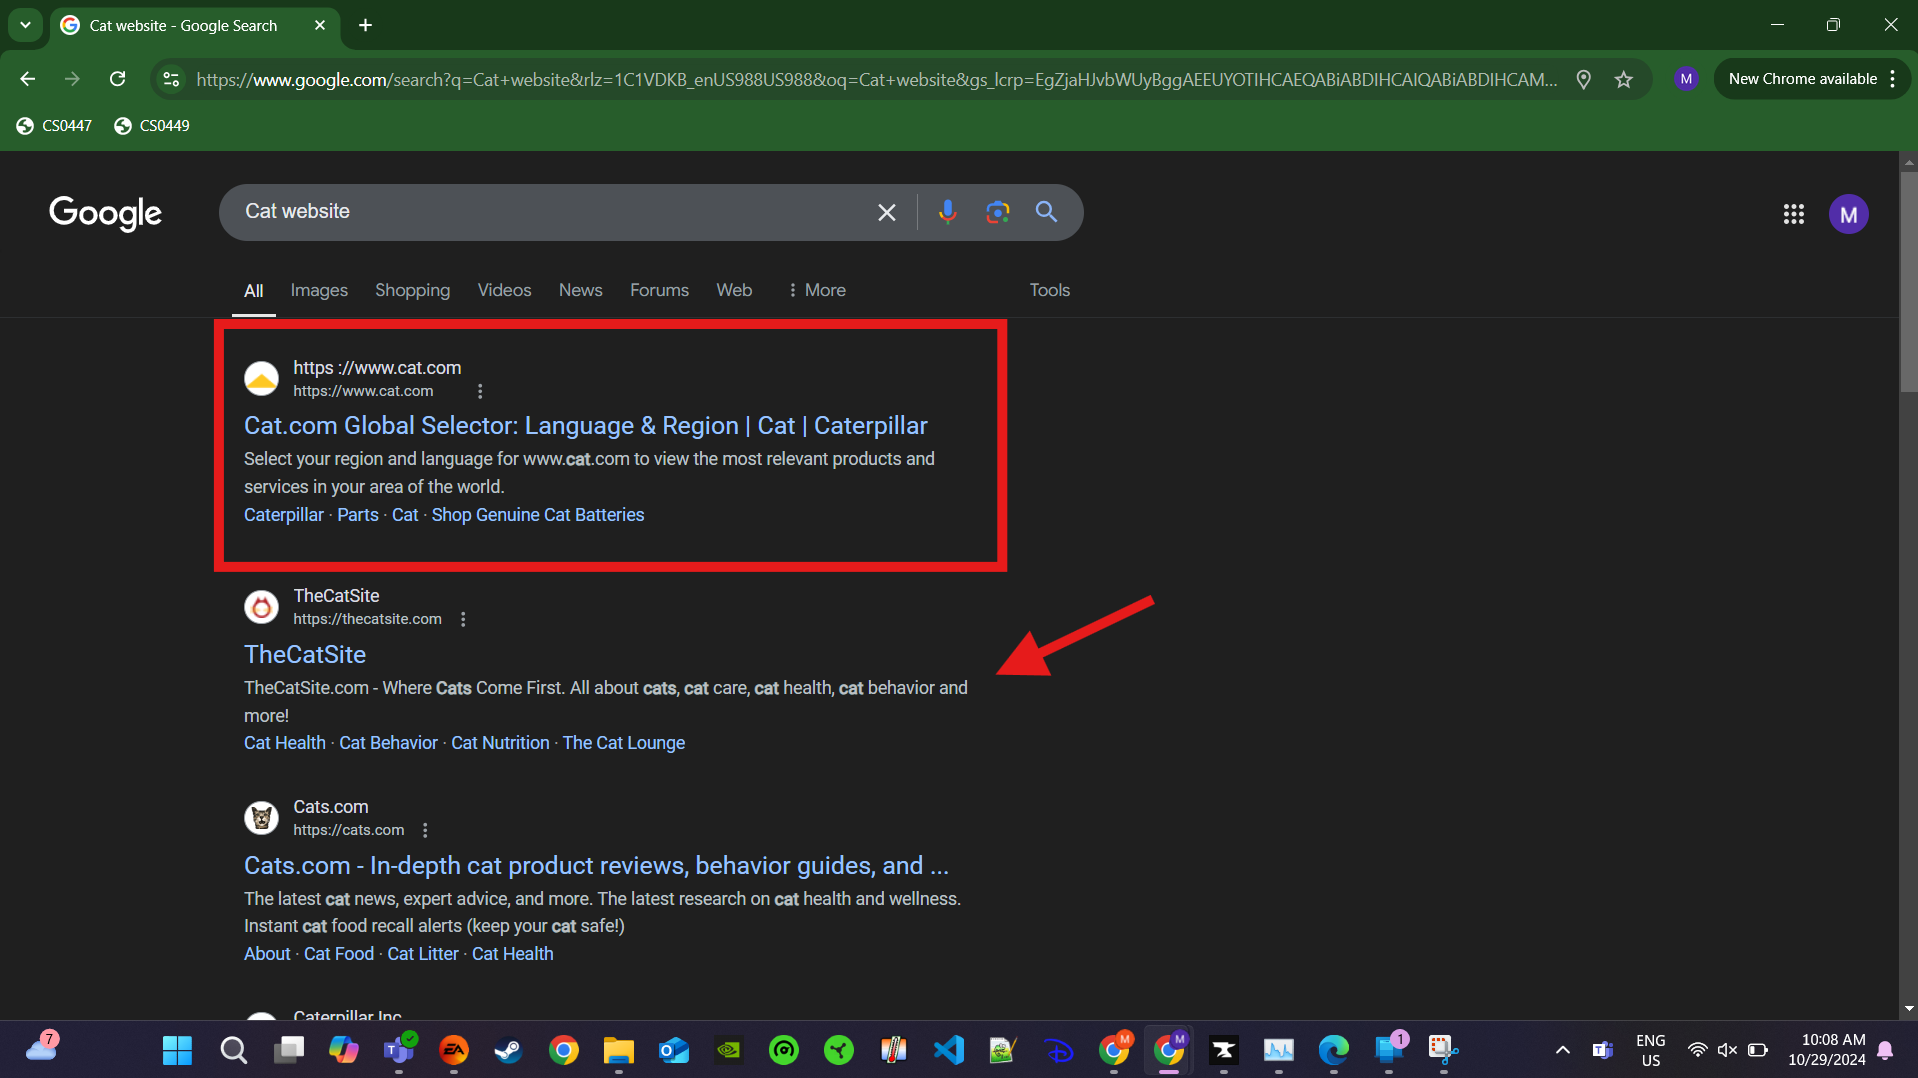 Cat website - Google Search
https://www.google.com/search?q=Cat+website&rlz=1C1VDKB_enUS988US988&oq=Cat+website&gs_lcrp=EgZjaHJvbWUyBggAEEUYOTIHCAEQABiABDIHCAIQABiABDIHCAM...
M
New Chrome available
CS0447
CS0449
Google
Cat website
M
All
Images
Shopping
Videos
News
Forums
Web
More
Tools
https ://www.cat.com
https://www.cat.com
Cat.com Global Selector: Language & Region | Cat | Caterpillar
Select your region and language for www.cat.com to view the most relevant products and
services in your area of the world.
Caterpillar · Parts · Cat · Shop Genuine Cat Batteries
TheCatSite
https://thecatsite.com
TheCatSite
TheCatSite.com - Where Cats Come First. All about cats, cat care, cat health, cat behavior and
more!
Cat Health · Cat Behavior · Cat Nutrition · The Cat Lounge
Cats.com
https://cats.com
Cats.com - In-depth cat product reviews, behavior guides, and ...
The latest cat news, expert advice, and more. The latest research on cat health and wellness.
Instant cat food recall alerts (keep your cat safe!)
About · Cat Food · Cat Litter · Cat Health
Caterpillar Inc
7
T
EA
M
M
1
T
ENG
US
10:08 AM
10/29/2024